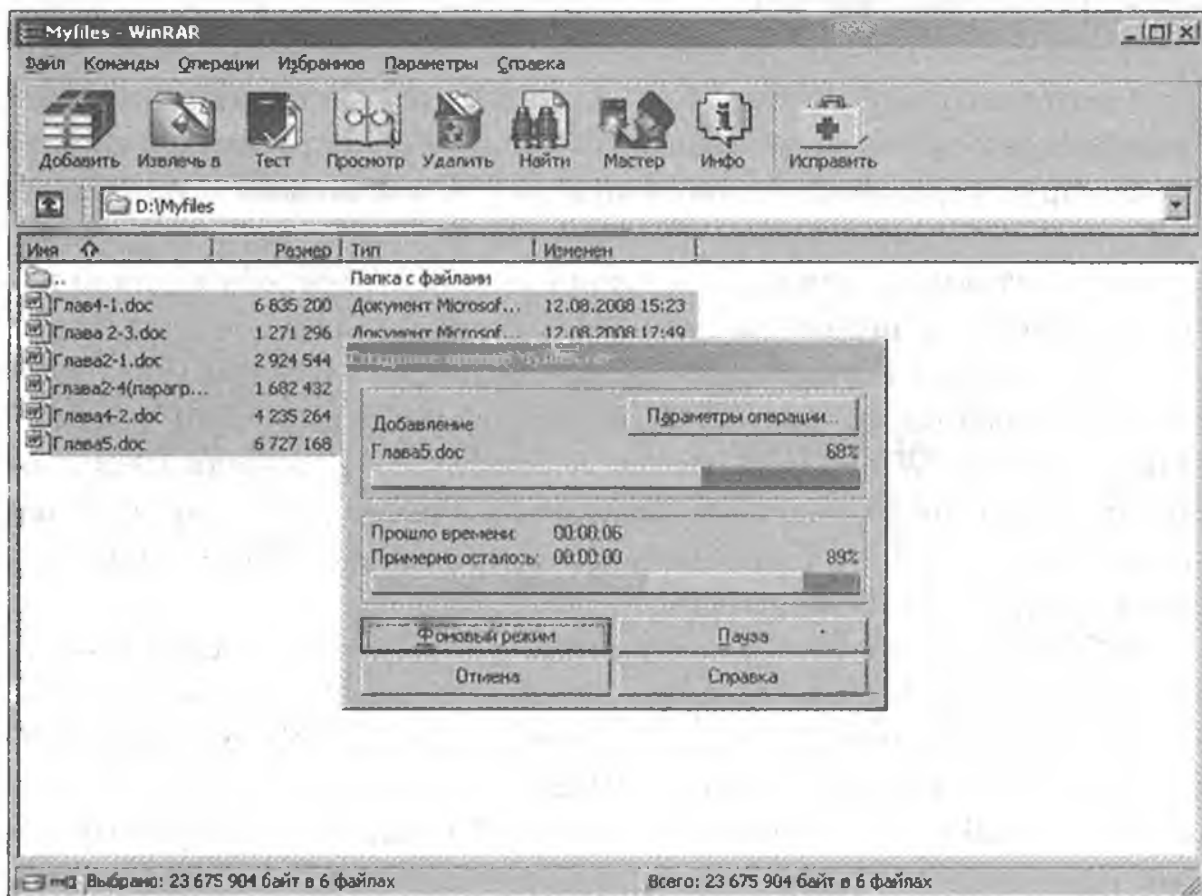 Myfiles - WinRAR
Файл Команды Операции Избранное Параметры Справка
Добавить Извлечь в Тест Просмотр Удалить Найти Мастер Инфо Исправить
D:\Myfiles
Имя Размер Тип Изменен
.. Папка с файлами
Глав4-1.doc 6 835 200 Документ Microsof... 12.08.2008 15:23
Глава 2-3.doc 1 271 296 Документ Microsof... 12.08.2008 17:49
Глава2-1.doc 2 924 544
Создание архива Myfiles.rar
глава2-4(парагр... 1 682 432
Глава4-2.doc 4 235 264
Глава5.doc 6 727 168
Добавление
Параметры операции...
Глава5.doc 68%
Прошло времени: 00:00:06
Примерно осталось: 00:00:00 89%
Фоновый режим Пауза
Отмена Справка
Выбрано: 23 675 904 байт в 6 файлах Всего: 23 675 904 байт в 6 файлах